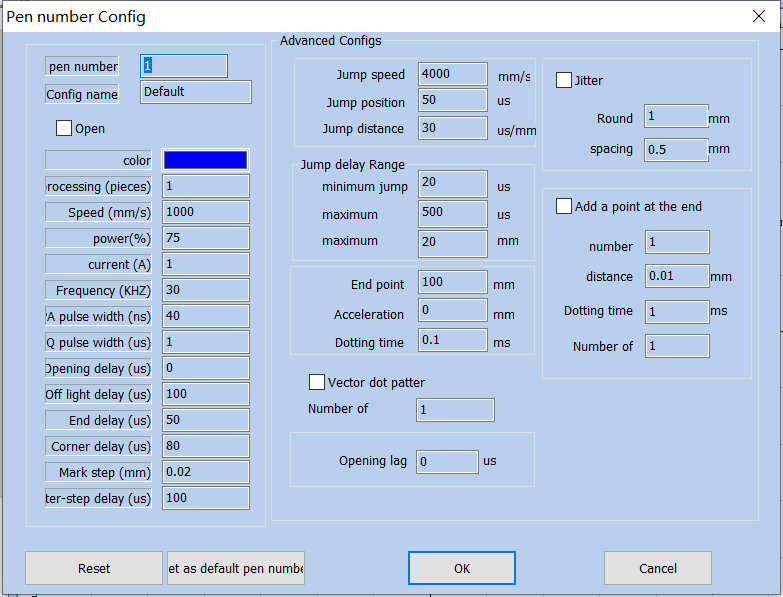 Pen number Config
pen number
1
Config name
Default
Open
color
rocessing (pieces)
1
Speed (mm/s)
1000
power(%)
75
current (A)
1
Frequency (KHZ)
30
PA pulse width (ns)
40
Q pulse width (us)
1
Opening delay (us)
0
Off light delay (us)
100
End delay (us)
50
Corner delay (us)
80
Mark step (mm)
0.02
ter-step delay (us)
100
Advanced Configs
Jump speed 4000 mm/s
Jump position 50 us
Jump distance 30 us/mm
Jump delay Range
minimum jump 20 us
maximum 500 us
maximum 20 mm
End point 100 mm
Acceleration 0 mm
Dotting time 0.1 ms
Vector dot patter
Number of 1
Opening lag 0 us
Jitter
Round 1 mm
spacing 0.5 mm
Add a point at the end
number 1
distance 0.01 mm
Dotting time 1 ms
Number of 1
Reset
et as default pen numbe
OK
Cancel